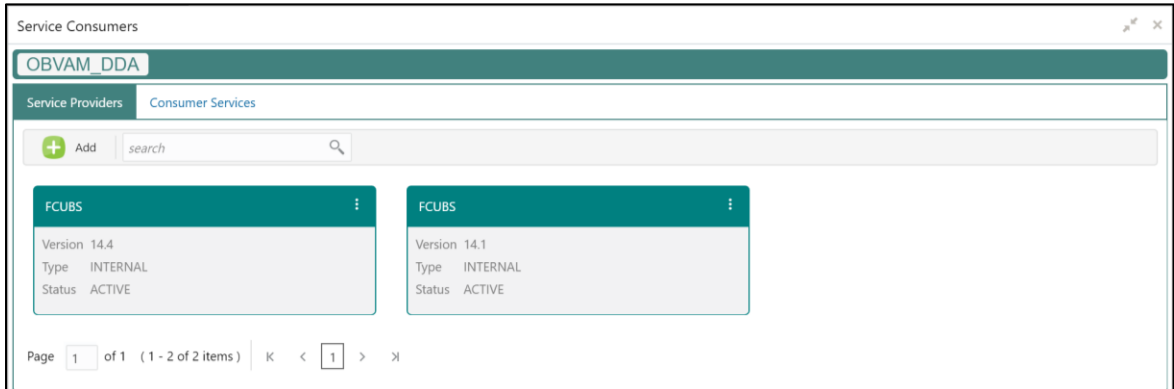 Service Consumers
OBVAM_DDA
Service Providers Consumer Services
Add search
FCUBS
Version 14.4
Type INTERNAL
Status ACTIVE
FCUBS
Version 14.1
Type INTERNAL
Status ACTIVE
Page 1 of 1 ( 1 - 2 of 2 items ) 1